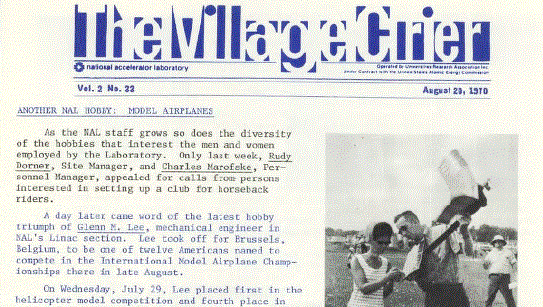 The Village Crier
national accelerator laboratory
Operated by Universities Research Association Inc.
Under Contract with the United States Atomic Energy Commission
Vol. 2 No. 33
August 20, 1970
ANOTHER NAL HOBBY: MODEL AIRPLANES
As the NAL staff grows so does the diversity
of the hobbies that interest the men and women
employed by the Laboratory. Only last week, Rudy
Dorner, Site Manager, and Charles Marofske, Per-
sonnel Manager, appealed for calls from persons
interested in setting up a club for horseback
riders.
A day later came word of the latest hobby
triumph of Glenn M. Lee, mechanical engineer in
NAL's Linac section. Lee took off for Brussels,
Belgium, to be one of twelve Americans named to
compete in the International Model Airplane Champ-
ionships there in late August.
On Wednesday, July 29, Lee placed first in the
helicopter model competition and fourth place in